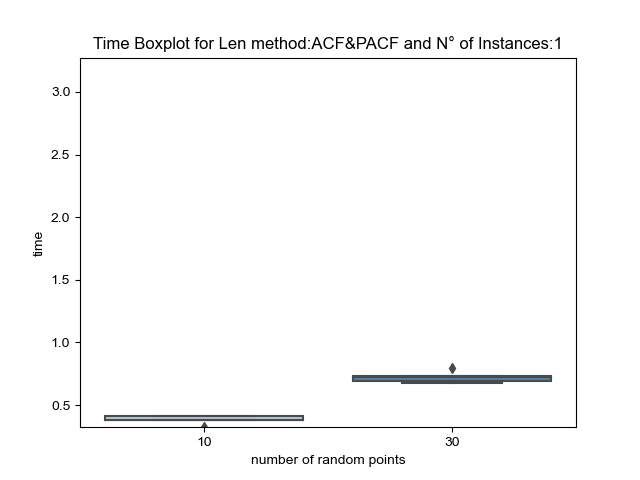 Time Boxplot for Len method:ACF&PACF and N° of Instances:1
3.0
2.5
2.0
1.5
1.0
0.5
time
10 30
number of random points